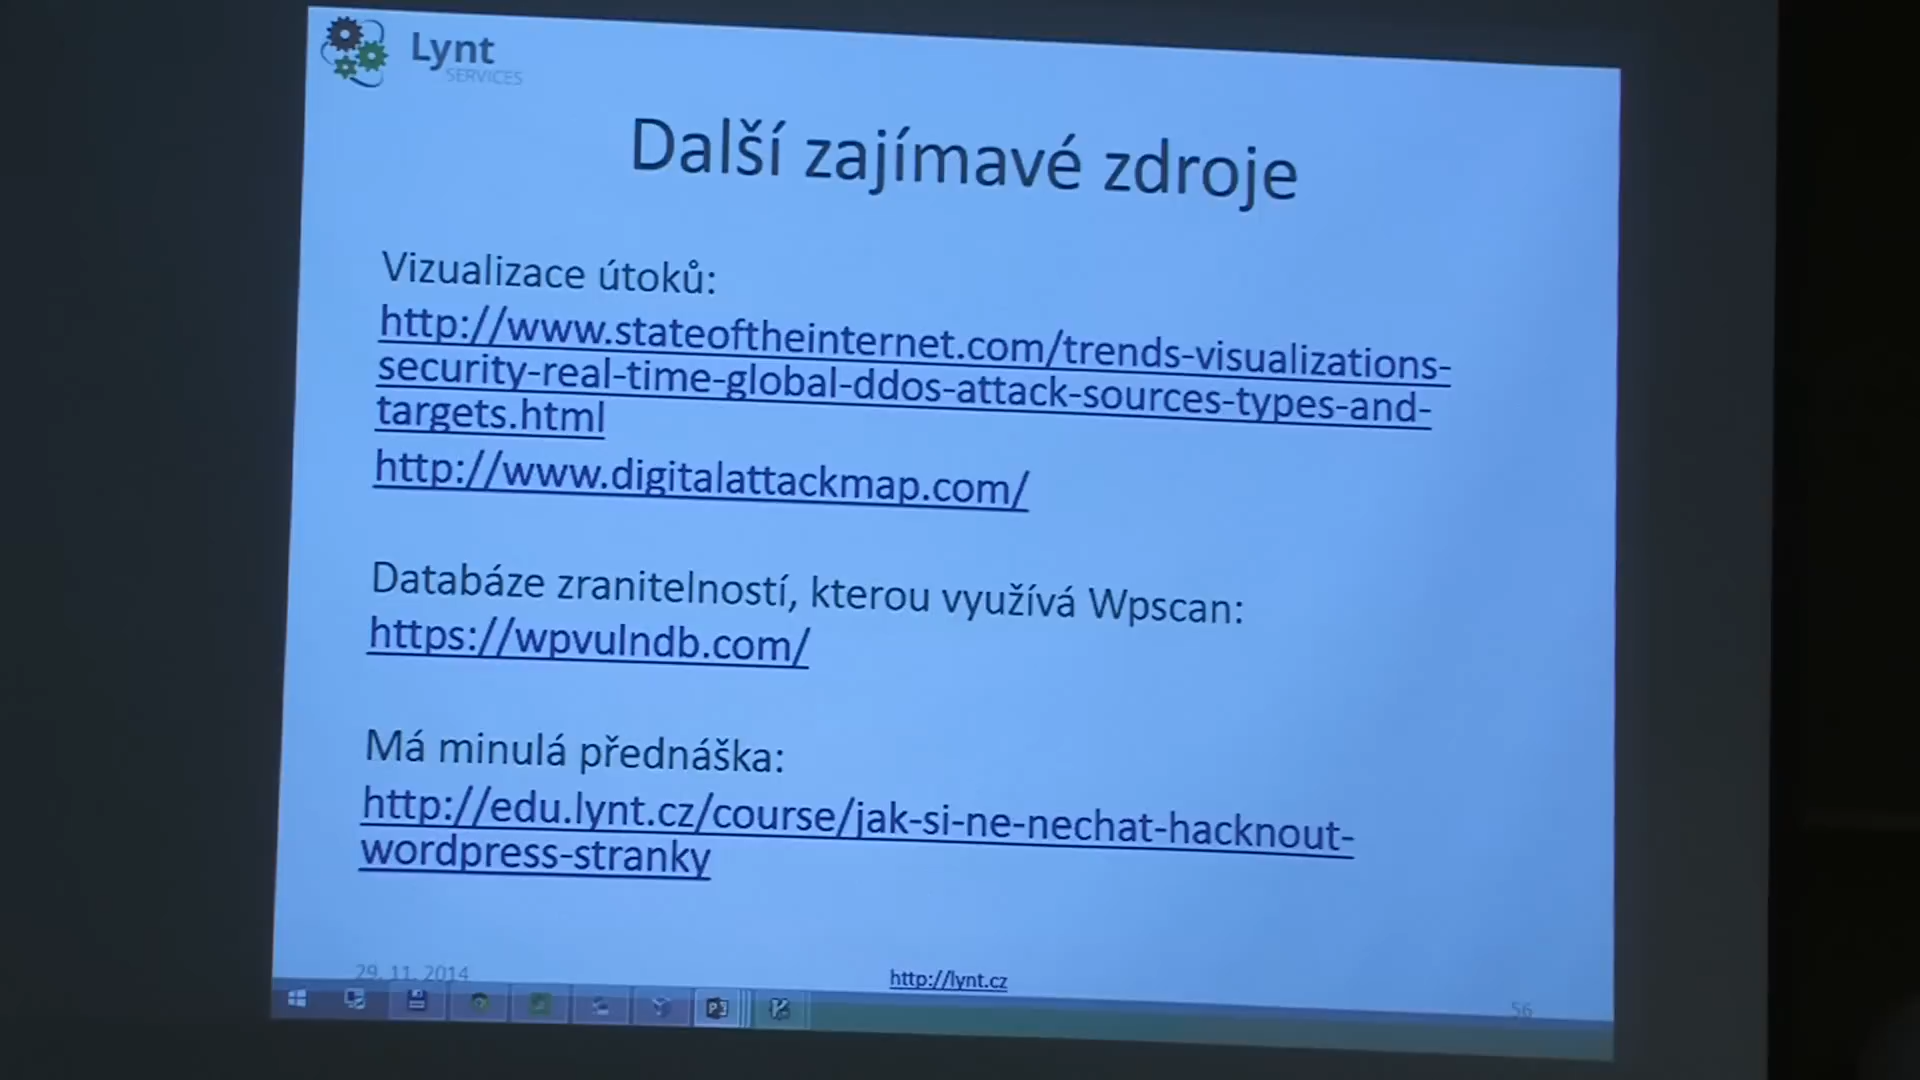 Lynt
SERVICES
Další zajímavé zdroje
Vizualizace útoků:
http://www.stateoftheinternet.com/trends-visualizations-
security-real-time-global-ddos-attack-sources-types-and-
targets.html
http://www.digitalattackmap.com/
Databáze zranitelností, kterou využívá Wpscan:
https://wpvulndb.com/
Má minulá přednáška:
http://edu.lynt.cz/course/jak-si-ne-nechat-hacknout-
wordpress-stranky
29. 11. 2014
http://lynt.cz
56